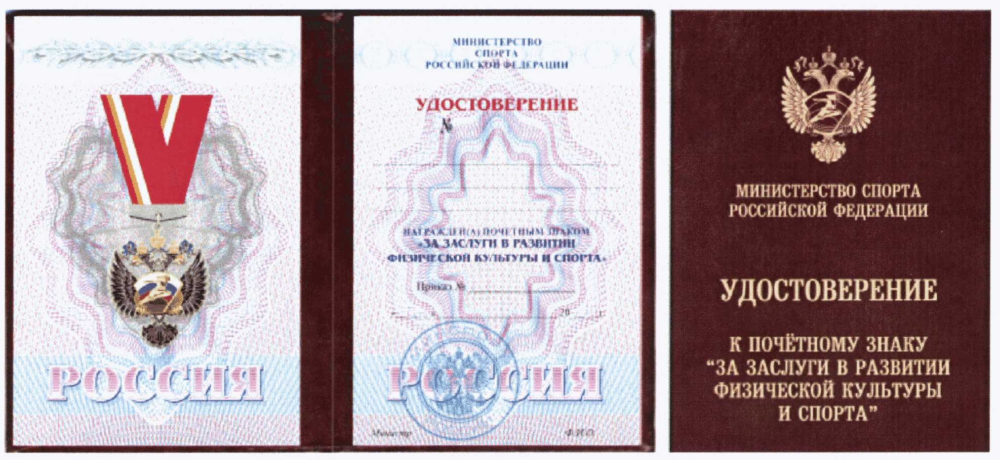 РОССИЯ
МИНИСТЕРСТВО
СПОРТА
РОССИЙСКОЙ ФЕДЕРАЦИИ
УДОСТОВЕРЕНИЕ
№
НАГРАЖДЕН(А) ПОЧЕТНЫМ ЗНАКОМ
«ЗА ЗАСЛУГИ В РАЗВИТИИ
ФИЗИЧЕСКОЙ КУЛЬТУРЫ И СПОРТА»
Приказ №
20 г.
РОССИЯ
Министр Ф.И.О.
МИНИСТЕРСТВО СПОРТА
РОССИЙСКОЙ ФЕДЕРАЦИИ
УДОСТОВЕРЕНИЕ
К ПОЧЁТНОМУ ЗНАКУ
“ЗА ЗАСЛУГИ В РАЗВИТИИ
ФИЗИЧЕСКОЙ КУЛЬТУРЫ
И СПОРТА”